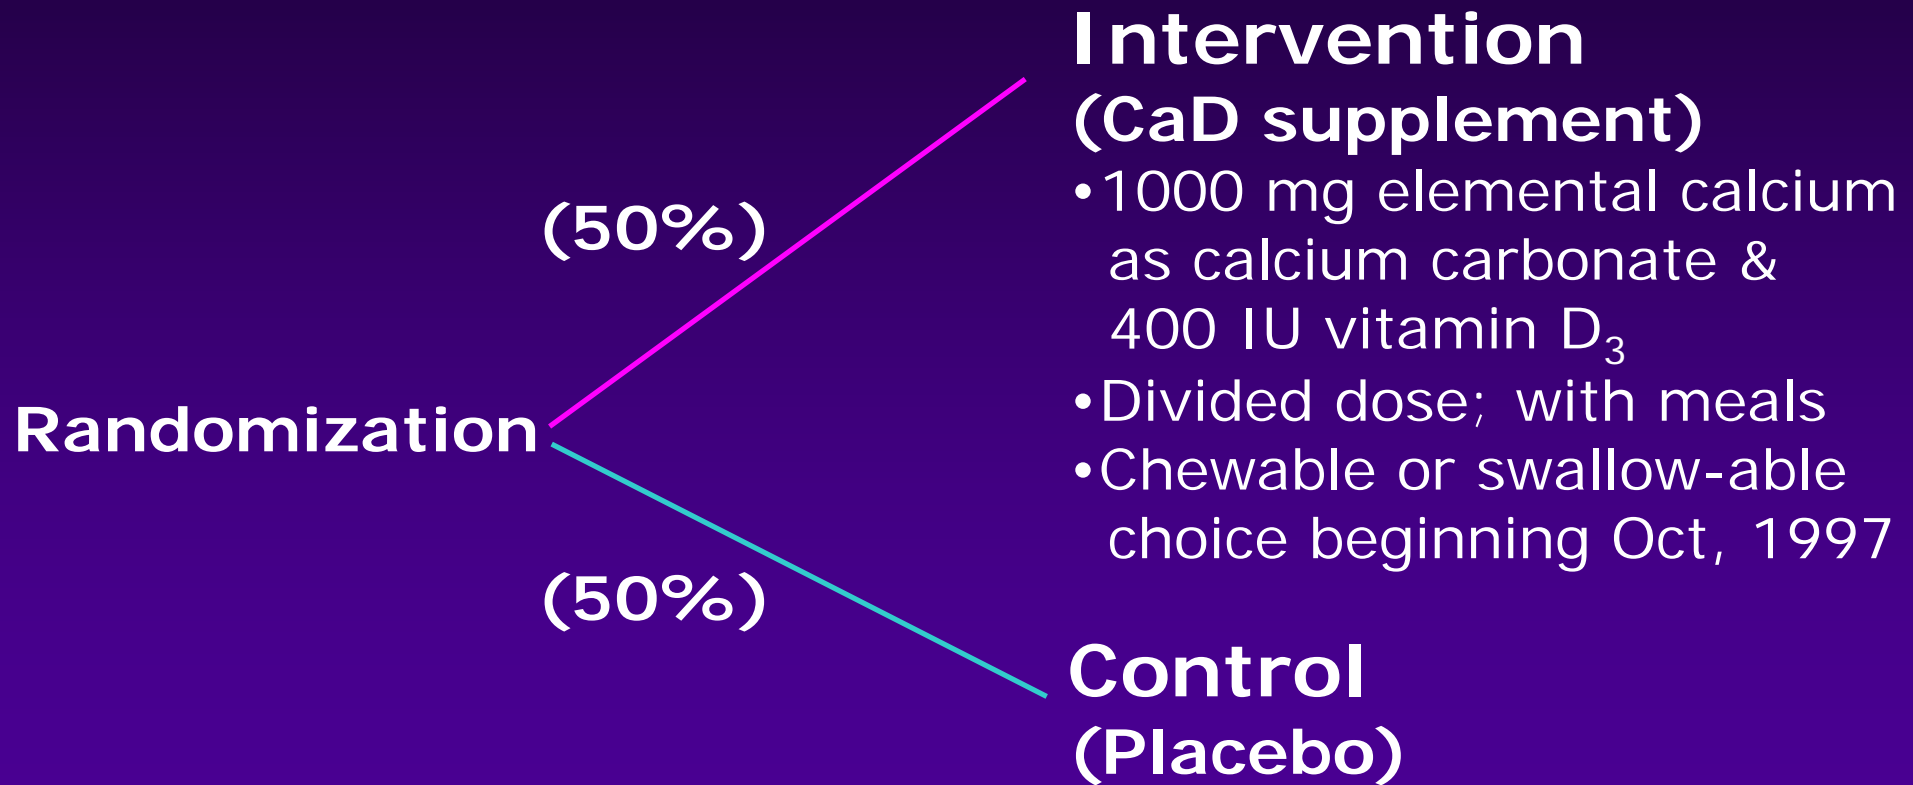 Intervention
(CaD supplement)
•1000 mg elemental calcium
as calcium carbonate &
400 IU vitamin D₃
•Divided dose; with meals
•Chewable or swallow-able
choice beginning Oct, 1997
(50%)
Randomization
(50%)
Control
(Placebo)